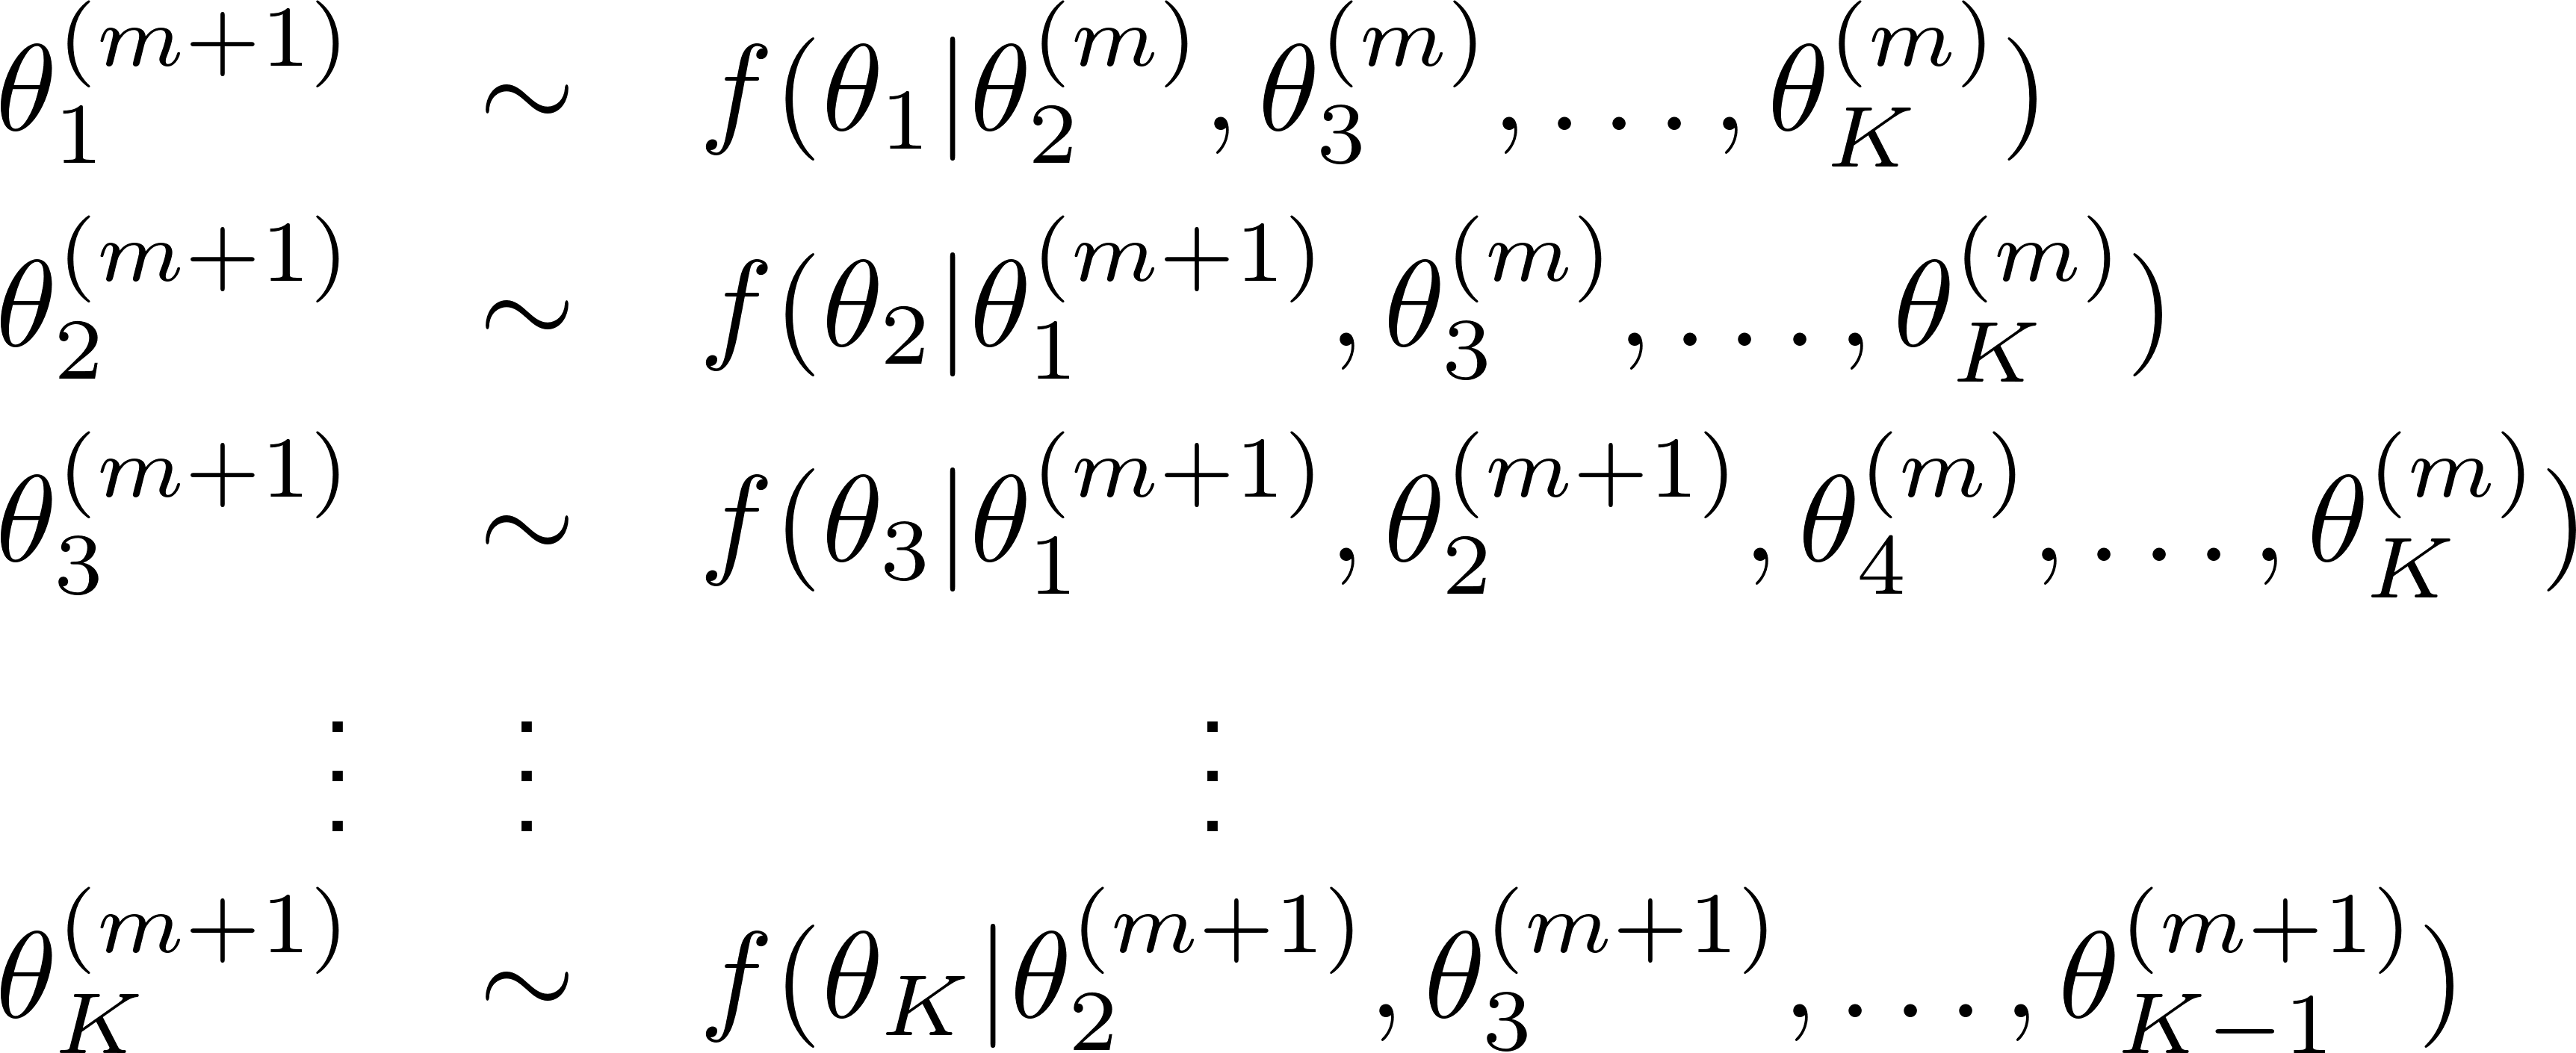 θ_1^{(m+1)} ∼ f(θ_1|θ_2^{(m)}, θ_3^{(m)}, . . . , θ_K^{(m)})
θ_2^{(m+1)} ∼ f(θ_2|θ_1^{(m+1)}, θ_3^{(m)}, . . . , θ_K^{(m)})
θ_3^{(m+1)} ∼ f(θ_3|θ_1^{(m+1)}, θ_2^{(m+1)}, θ_4^{(m)}, . . . , θ_K^{(m)})
⋮ ⋮ ⋮
θ_K^{(m+1)} ∼ f(θ_K|θ_2^{(m+1)}, θ_3^{(m+1)}, . . . , θ_{K−1}^{(m+1)})